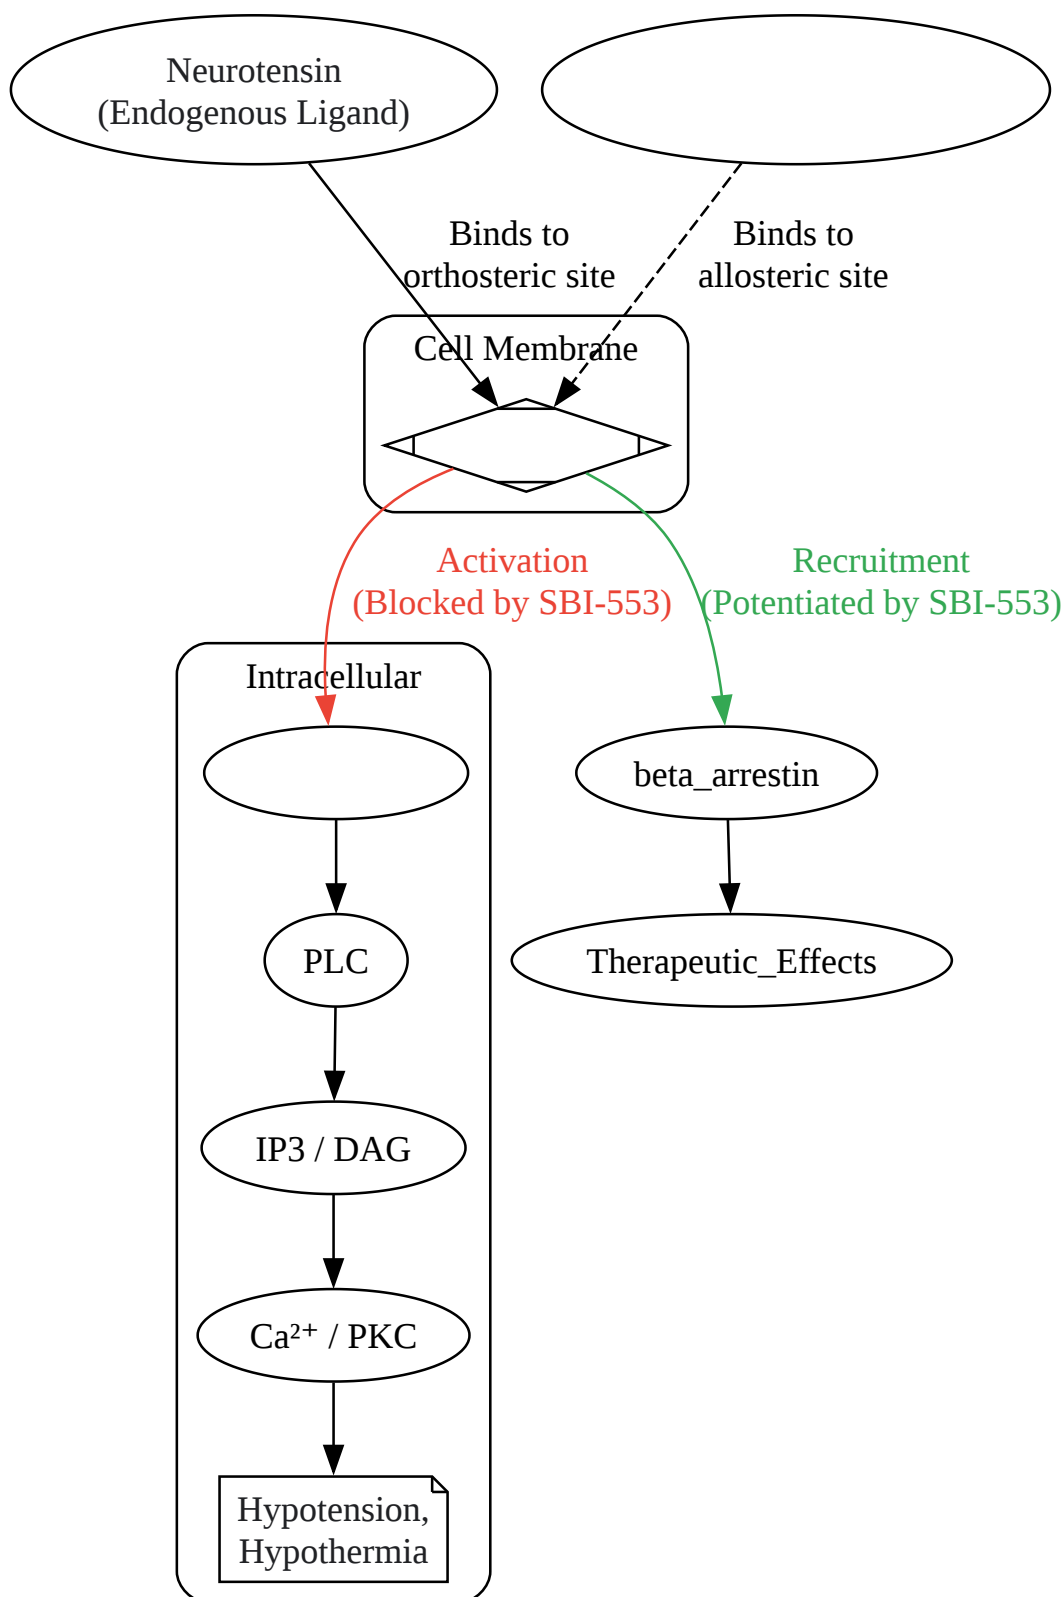 Neurotensin
(Endogenous Ligand)
Binds to
orthosteric site
Binds to
allosteric site
Cell Membrane
Activation
(Blocked by SBI-553)
Recruitment
(Potentiated by SBI-553)
Intracellular
beta_arrestin
PLC
Therapeutic_Effects
IP3 / DAG
Ca²⁺ / PKC
Hypotension,
Hypothermia